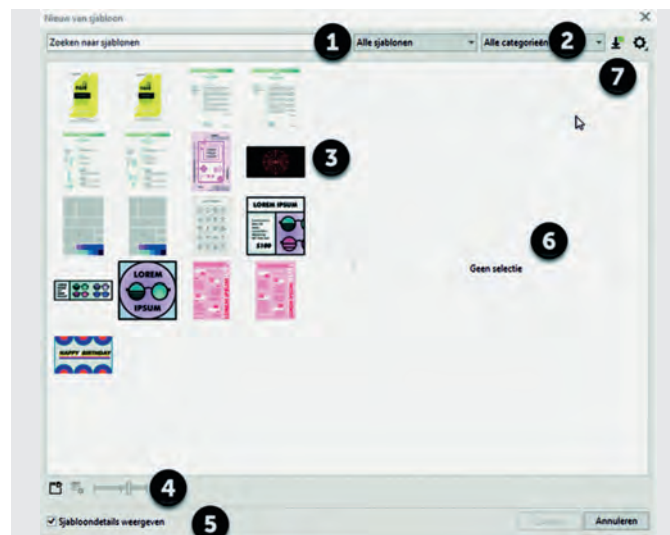 Nieuw van sjabloon
Zoeken naar sjablonen
1
Alle sjablonen
Alle categorieën
2
7
3
LOREM IPSUM
$100
6
Geen selectie
LOREM
IPSUM
HAPPY BIRTHDAY
4
Sjabloondetails weergeven
5
Annuleren